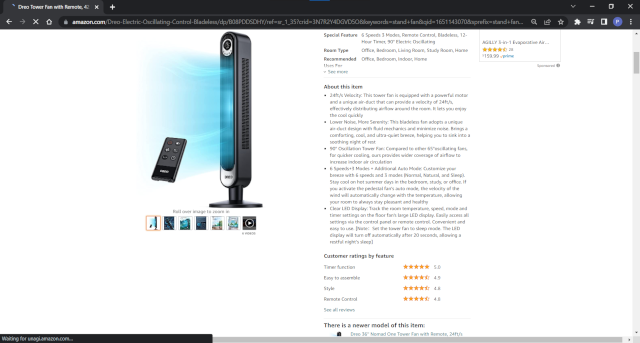 Dreo Tower Fan with Remote, 42
amazon.com/Dreo-Electric-Oscillating-Control-Bladeless/dp/B08PDDSDHY/ref=sr_1_35?crid=3N7R2Y4DGVDSO&keywords=stand+fan&qid=1651143070&sprefix=stand+fan...
Special Feature 6 Speeds 3 Modes, Remote Control, Bladeless, 12-
Hour Timer, 90° Electric Oscillating
Room Type Office, Bedroom, Living Room, Study Room, Home
Recommended Office, Bedroom, Indoor, Home
See more
AGILLY 3-in-1 Evaporative Air ...
29
prime
Sponsored
About this item
24ft/s Velocity: This tower fan is equipped with a powerful motor
and a unique air-duct that can provide a velocity of 24ft/s,
effectively distributing airflow around the room. It lets you enjoy
the cool quickly
Lower Noise, More Serenity: This bladeless fan adopts a unique
air-duct design with fluid mechanics and minimize noise. Brings a
comforting, cool, and ultra-quiet breeze, helping you to sink into a
soothing night of rest
90° Oscillation Tower Fan: Compared to other 65°oscillating fans,
for quicker cooling, ours provides wider coverage of airflow to
increase indoor air circulation
6 Speeds+3 Modes + Additional Auto Mode: Customize your
breeze with 6 speeds and 3 modes (Normal, Natural, and Sleep).
Stay cool on hot summer days in the bedroom, study, or office. If
you activate the pedestal fan's auto mode, the velocity of the
wind will automatically change with the temperature, allowing
your room to always stay pleasant and healthy
Clear LED Display: Track the room temperature, speed, mode and
timer settings on the floor fan's large LED display. Easily access all
settings via the control panel or remote control. Convenient and
easy to use. [Note: Set the tower fan to sleep mode. The LED
display will turn off automatically after 20 seconds, allowing a
restful night's sleep]
Roll over image to zoom in
Customer ratings by feature
Timer function 5.0
Easy to assemble 4.9
Style 4.8
Remote Control 4.8
See all reviews
There is a newer model of this item:
Dreo 36" Nomad One Tower Fan with Remote, 24ft/s
Waiting for unagi.amazon.com...